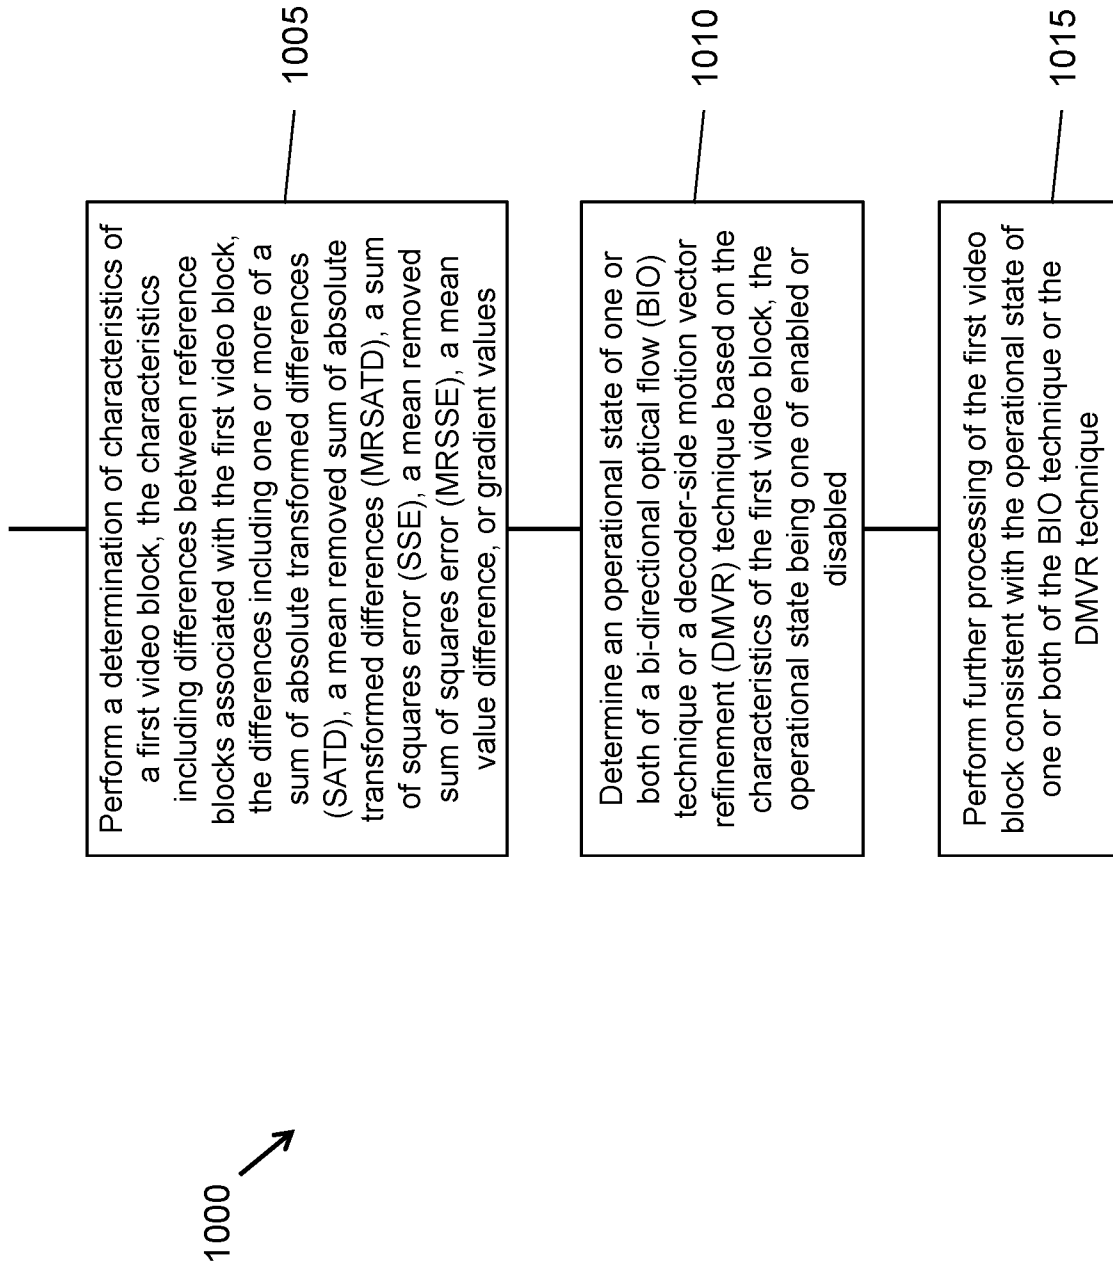 1000
Perform a determination of characteristics of
a first video block, the characteristics
including differences between reference
blocks associated with the first video block,
the differences including one or more of a
sum of absolute transformed differences
(SATD), a mean removed sum of absolute
transformed differences (MRSATD), a sum
of squares error (SSE), a mean removed
sum of squares error (MRSSE), a mean
value difference, or gradient values
1005
Determine an operational state of one or
both of a bi-directional optical flow (BIO)
technique or a decoder-side motion vector
refinement (DMVR) technique based on the
characteristics of the first video block, the
operational state being one of enabled or
disabled
1010
Perform further processing of the first video
block consistent with the operational state of
one or both of the BIO technique or the
DMVR technique
1015